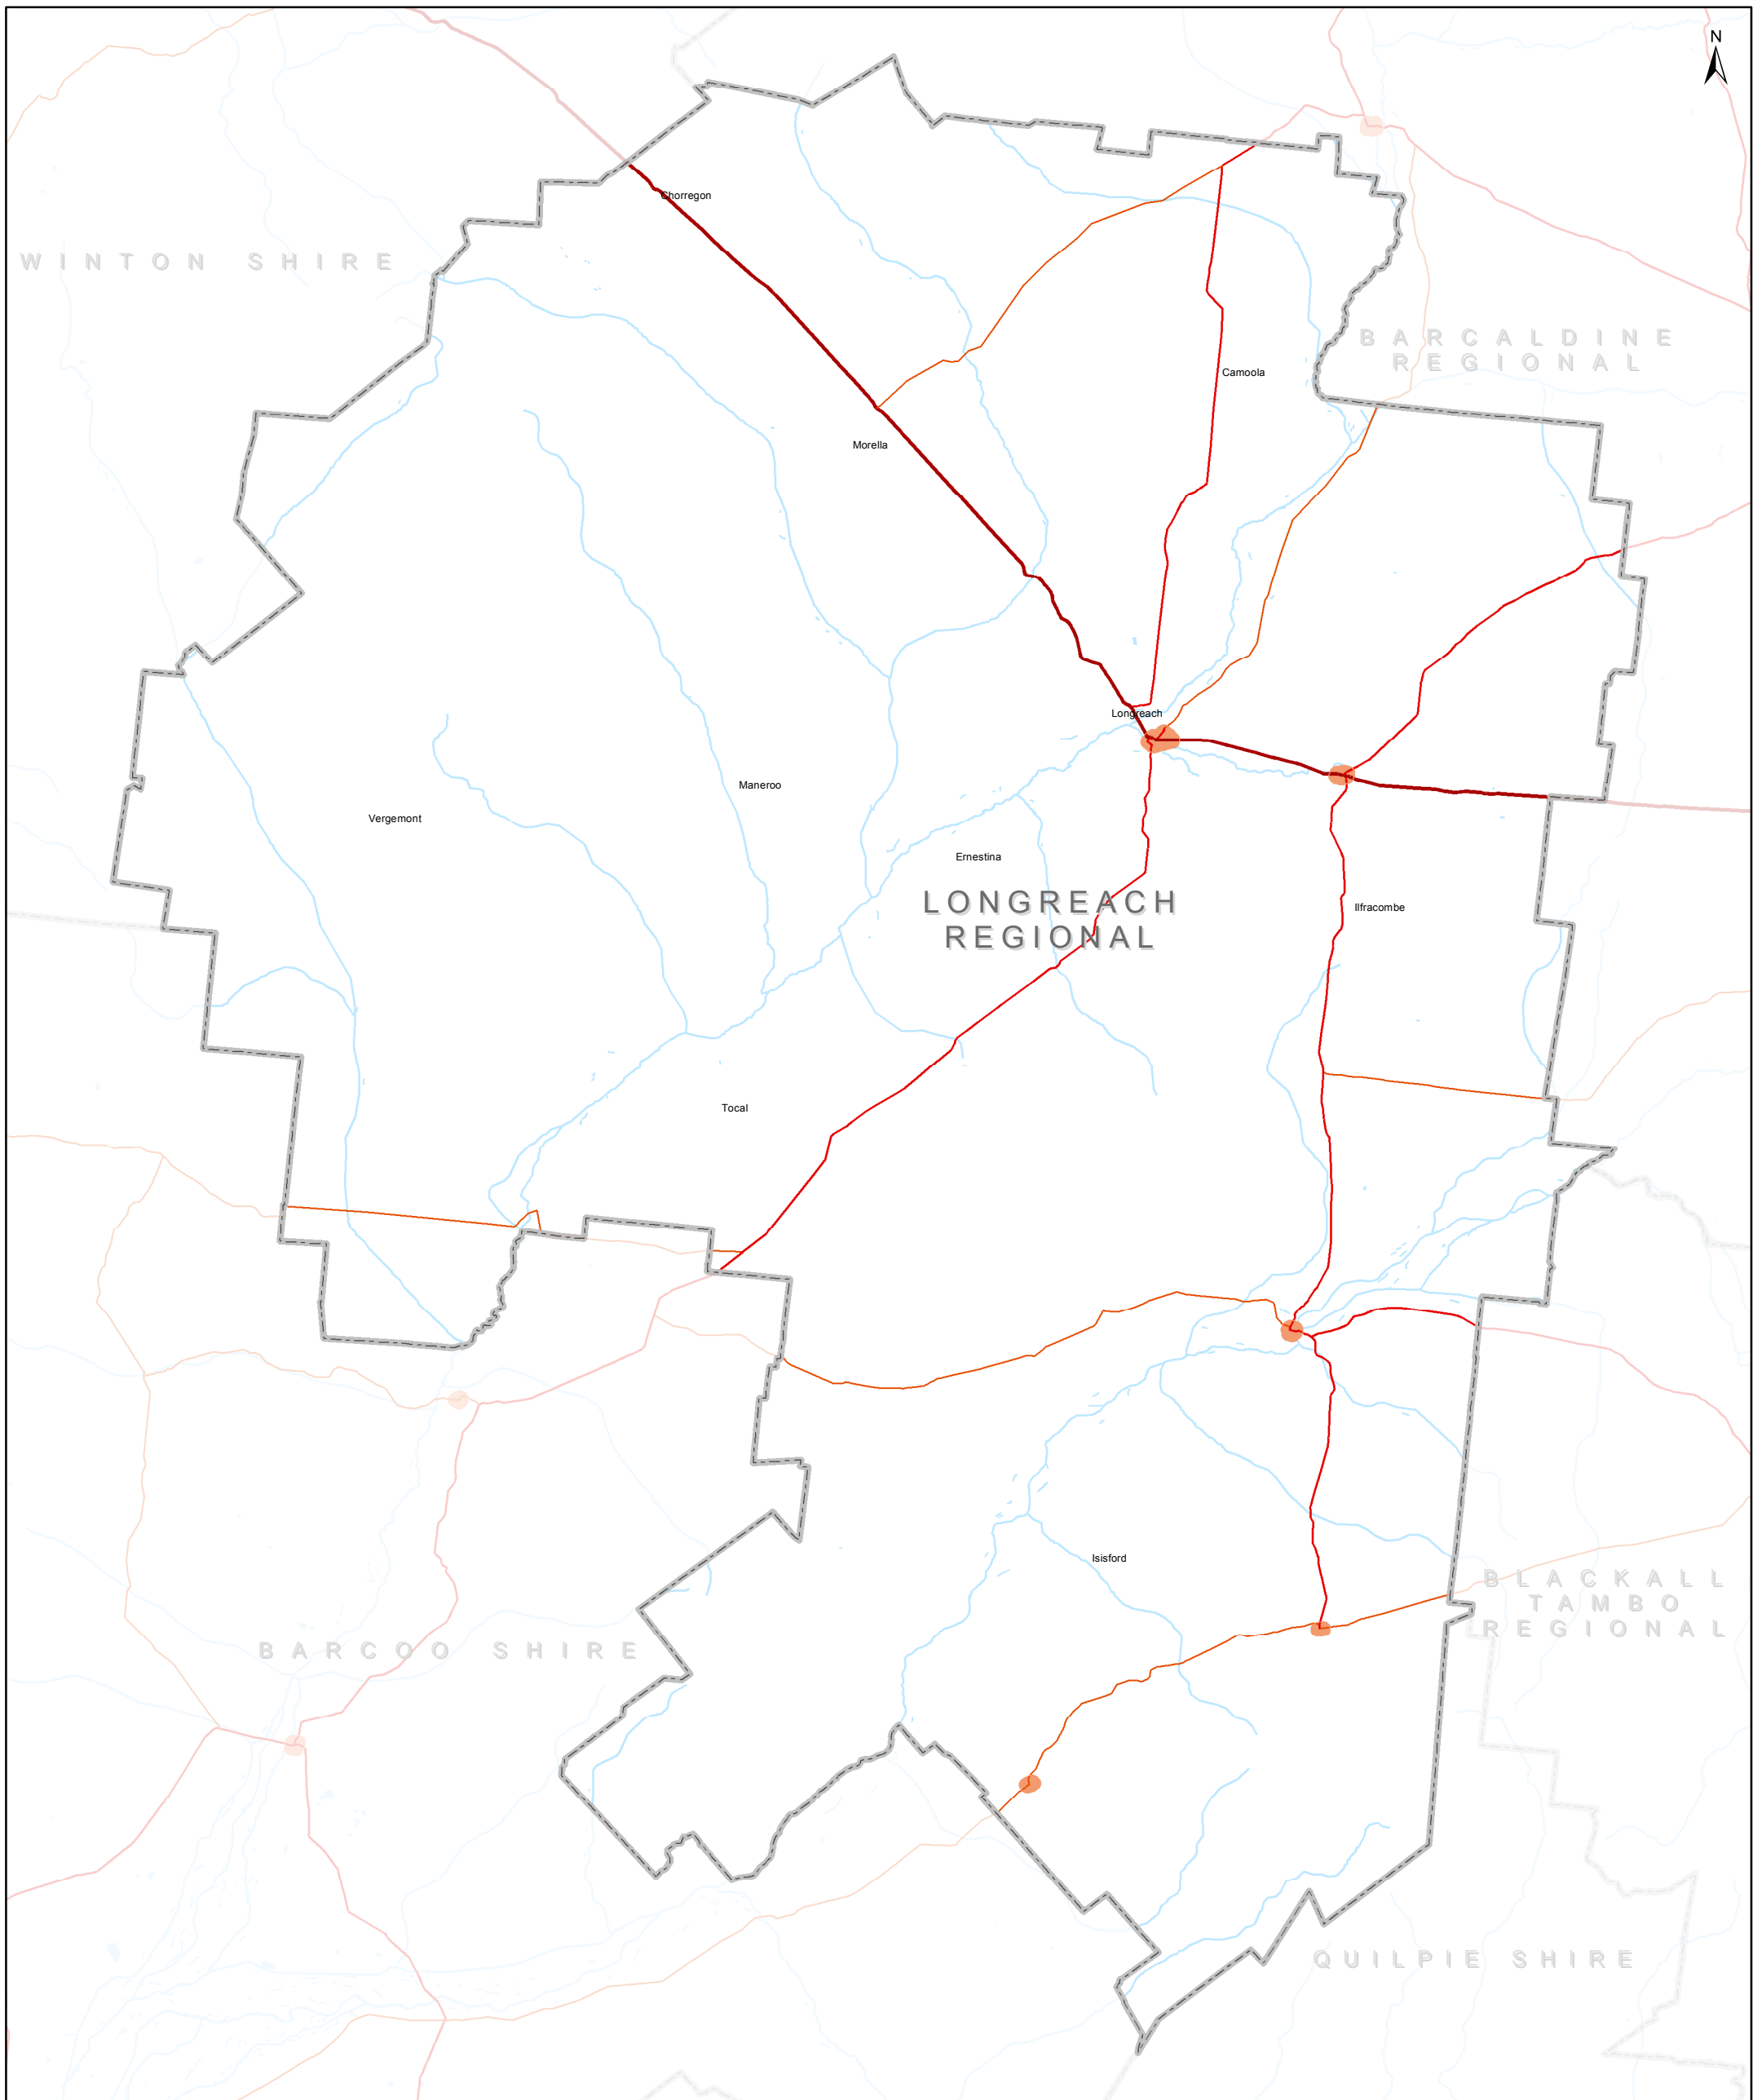 N
Chorregon
WINTON SHIRE
BARCALDINE
REGIONAL
Camoola
Morella
Longreach
Maneroo
Vergemont
Ernestina
LONGREACH
REGIONAL
Ilfracombe
Tocal
Isisford
BLACKALL
TAMBO
REGIONAL
BARCOO SHIRE
QUILPIE SHIRE